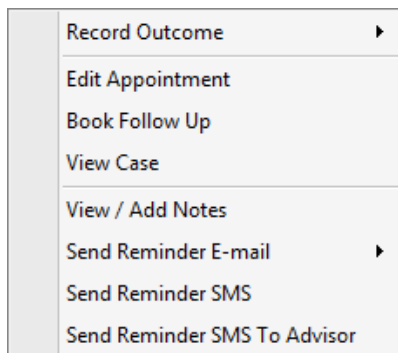 Record Outcome
Edit Appointment
Book Follow Up
View Case
View / Add Notes
Send Reminder E-mail
Send Reminder SMS
Send Reminder SMS To Advisor